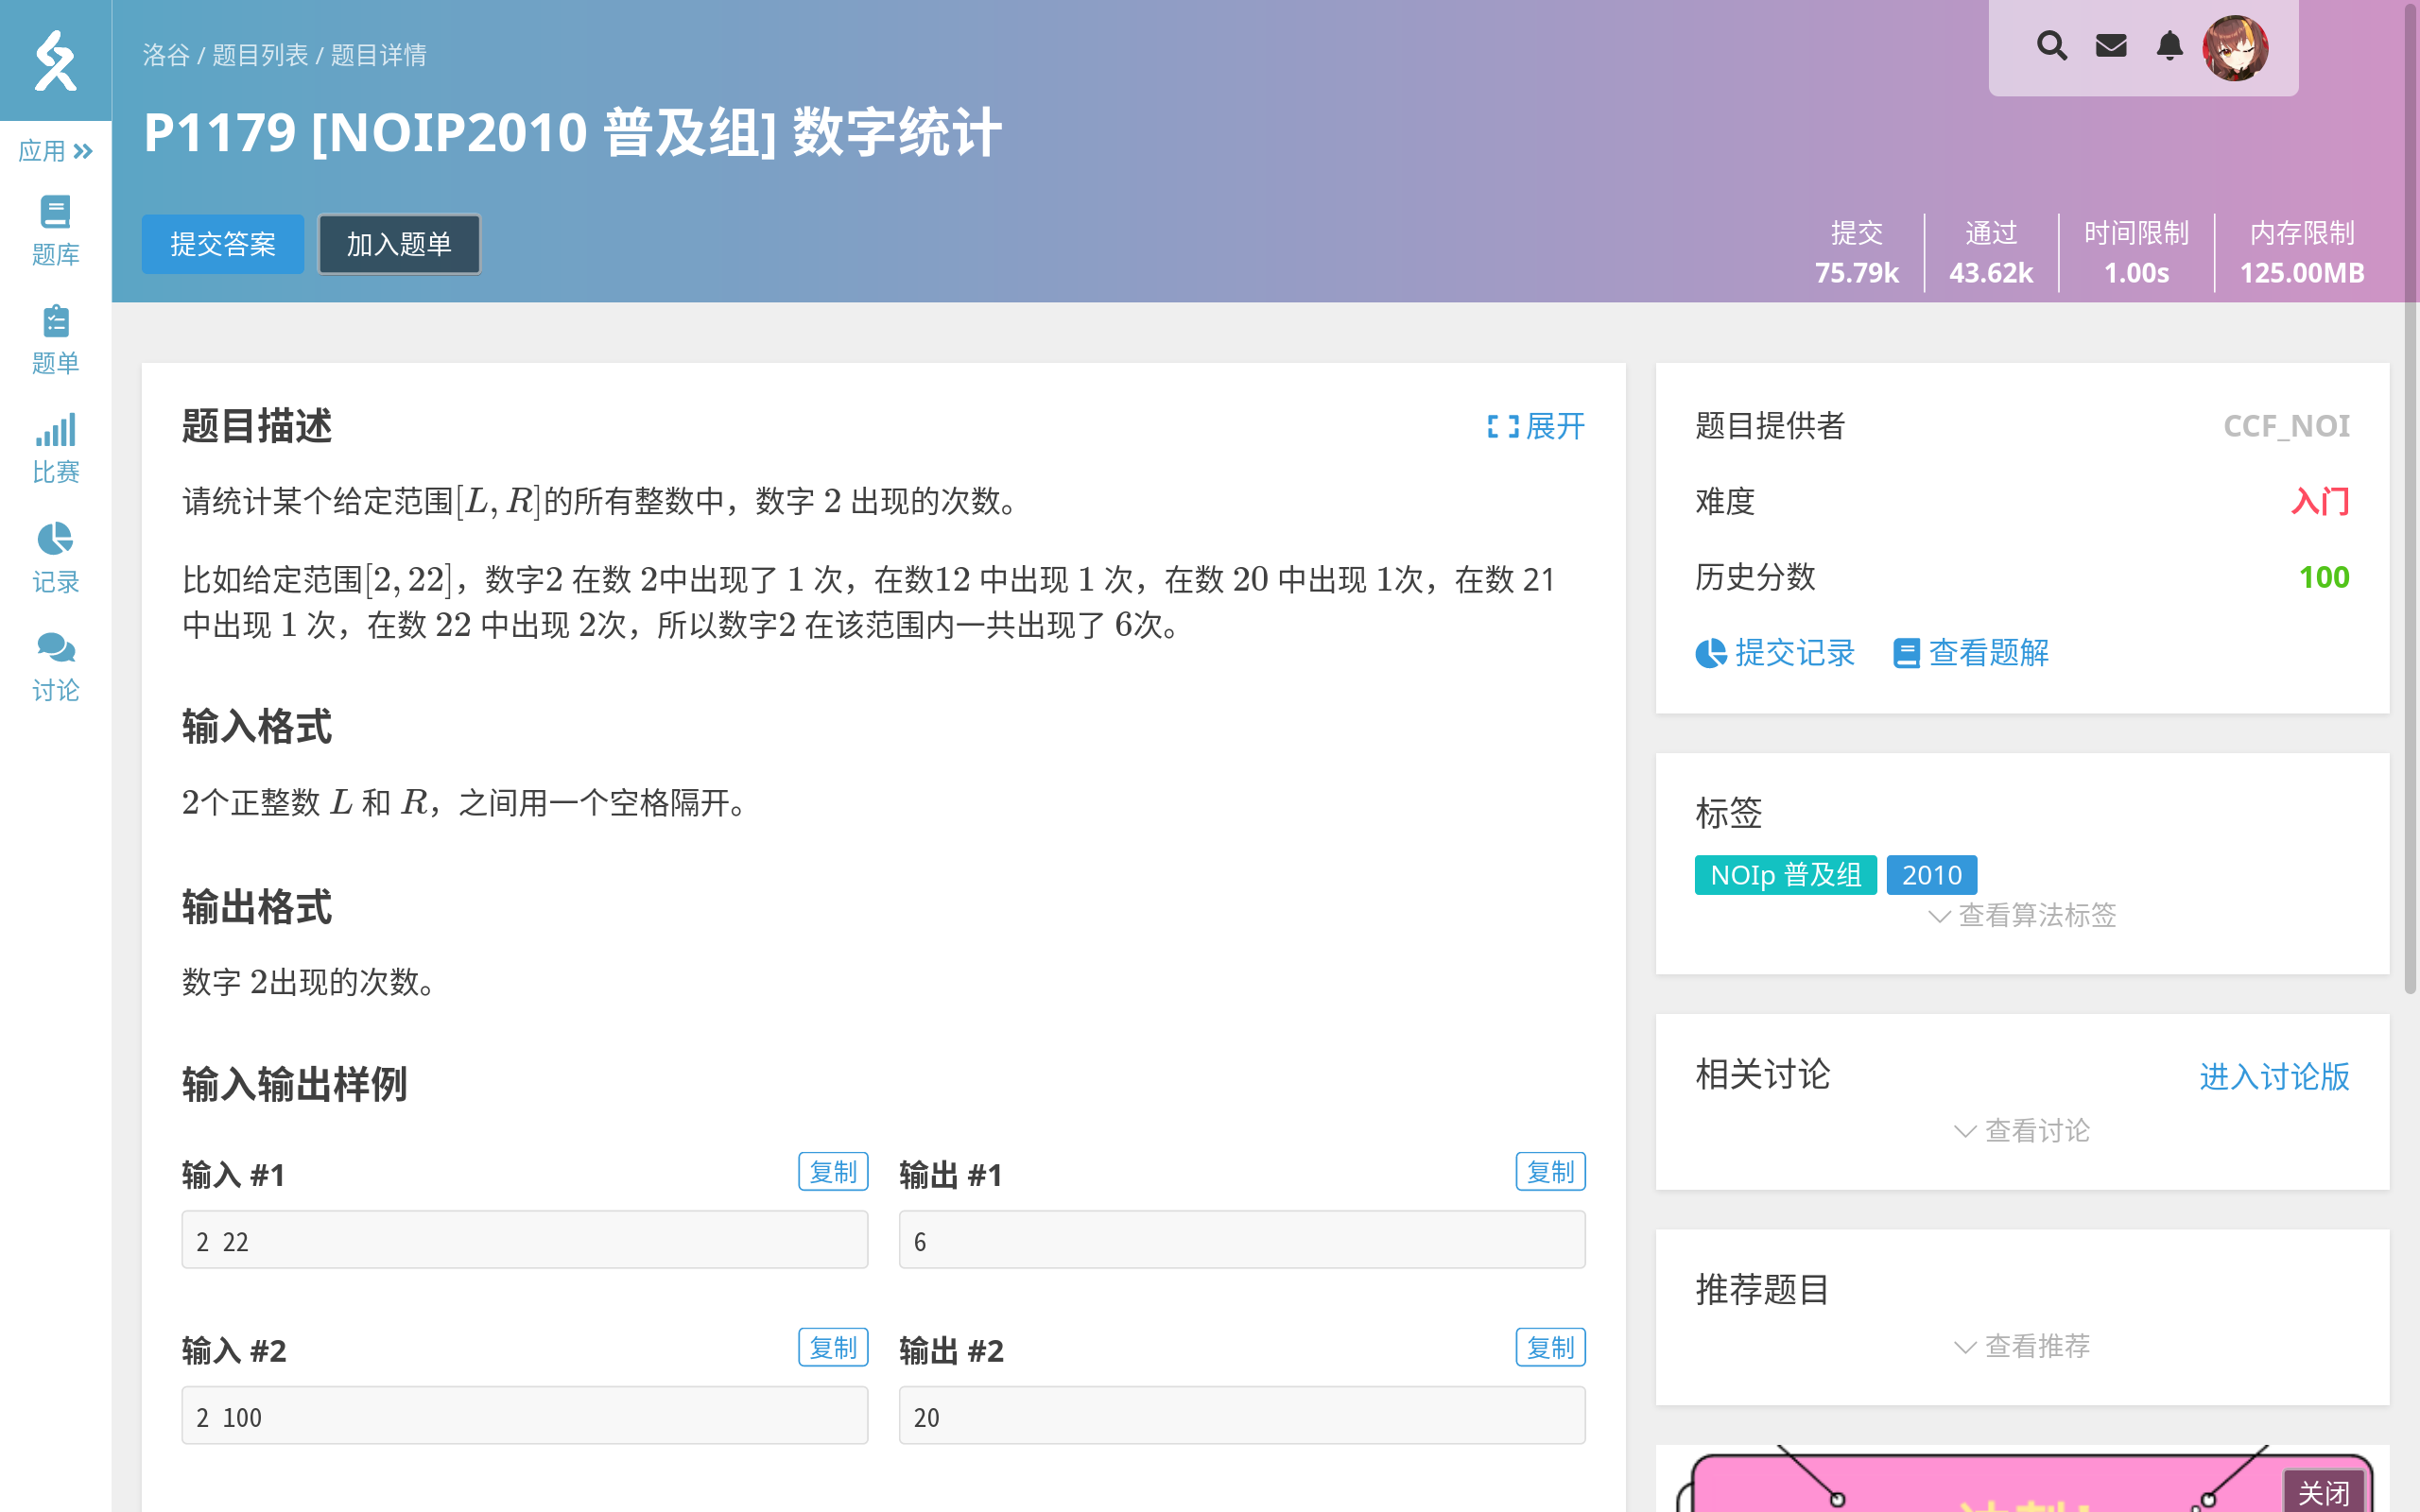 洛谷 / 题目列表 / 题目详情
P1179 [NOIP2010 普及组] 数字统计
应用
题库
题单
比赛
记录
讨论
提交答案
加入题单
提交
75.79k
通过
43.62k
时间限制
1.00s
内存限制
125.00MB
题目描述
展开
请统计某个给定范围[L, R]的所有整数中，数字 2 出现的次数。
比如给定范围[2, 22]，数字2 在数 2中出现了 1 次，在数12 中出现 1 次，在数 20 中出现 1次，在数 21
中出现 1 次，在数 22 中出现 2次，所以数字2 在该范围内一共出现了 6次。
输入格式
2个正整数 L 和 R，之间用一个空格隔开。
输出格式
数字 2出现的次数。
输入输出样例
输入 #1
复制
2 22
输出 #1
复制
6
输入 #2
复制
2 100
输出 #2
复制
20
题目提供者
CCF_NOI
难度
入门
历史分数
100
提交记录
查看题解
标签
NOIp 普及组
2010
查看算法标签
相关讨论
进入讨论版
查看讨论
推荐题目
查看推荐
关闭